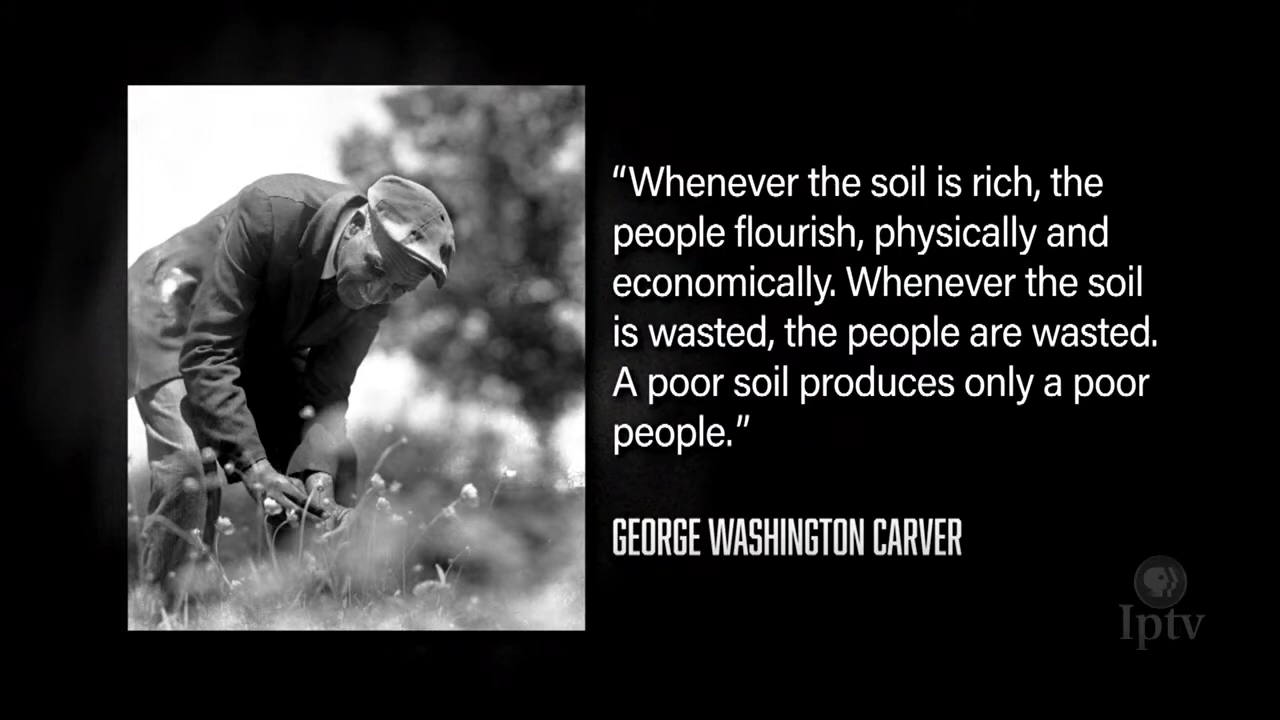 “Whenever the soil is rich, the
people flourish, physically and
economically. Whenever the soil
is wasted, the people are wasted.
A poor soil produces only a poor
people.”
GEORGE WASHINGTON CARVER
Iptv